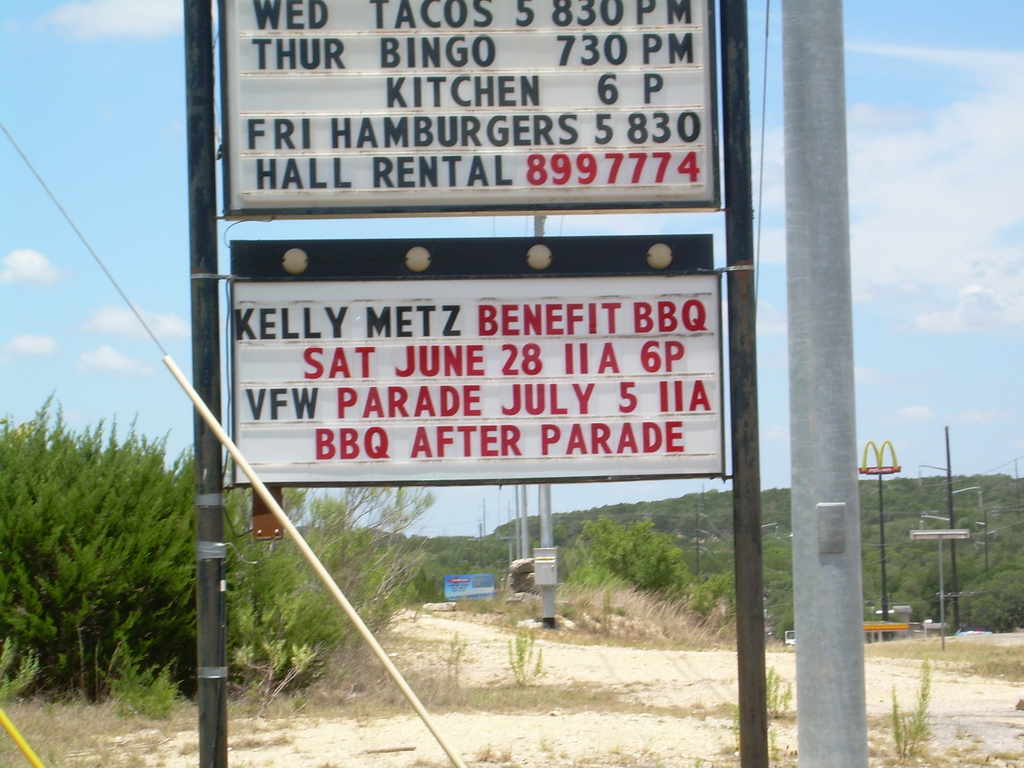 WED TACOS 5 830 PM
THUR BINGO 730 PM
KITCHEN 6 P
FRI HAMBURGERS 5 830
HALL RENTAL 8997774
KELLY METZ BENEFIT BBQ
SAT JUNE 28 11A 6P
VFW PARADE JULY 5 11A
BBQ AFTER PARADE